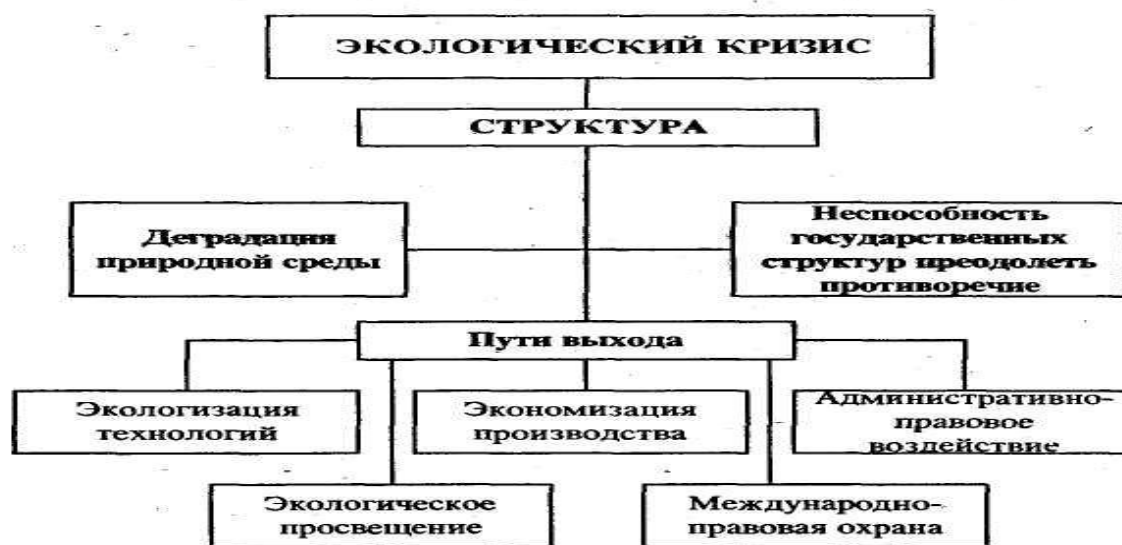 ЭКОЛОГИЧЕСКИЙ КРИЗИС
СТРУКТУРА
Деградация
природной среды
Неспособность
государственных
структур преодолеть
противоречие
Пути выхода
Экологизация
технологий
Экономизация
производства
Административно-
правовое
воздействие
Экологическое
просвещение
Международно-
правовая охрана